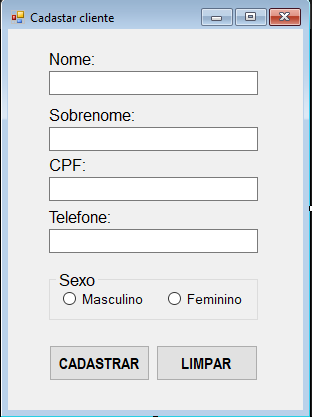 Cadastar cliente
Nome:
Sobrenome:
CPF:
Telefone:
Sexo
Masculino Feminino
CADASTRAR LIMPAR